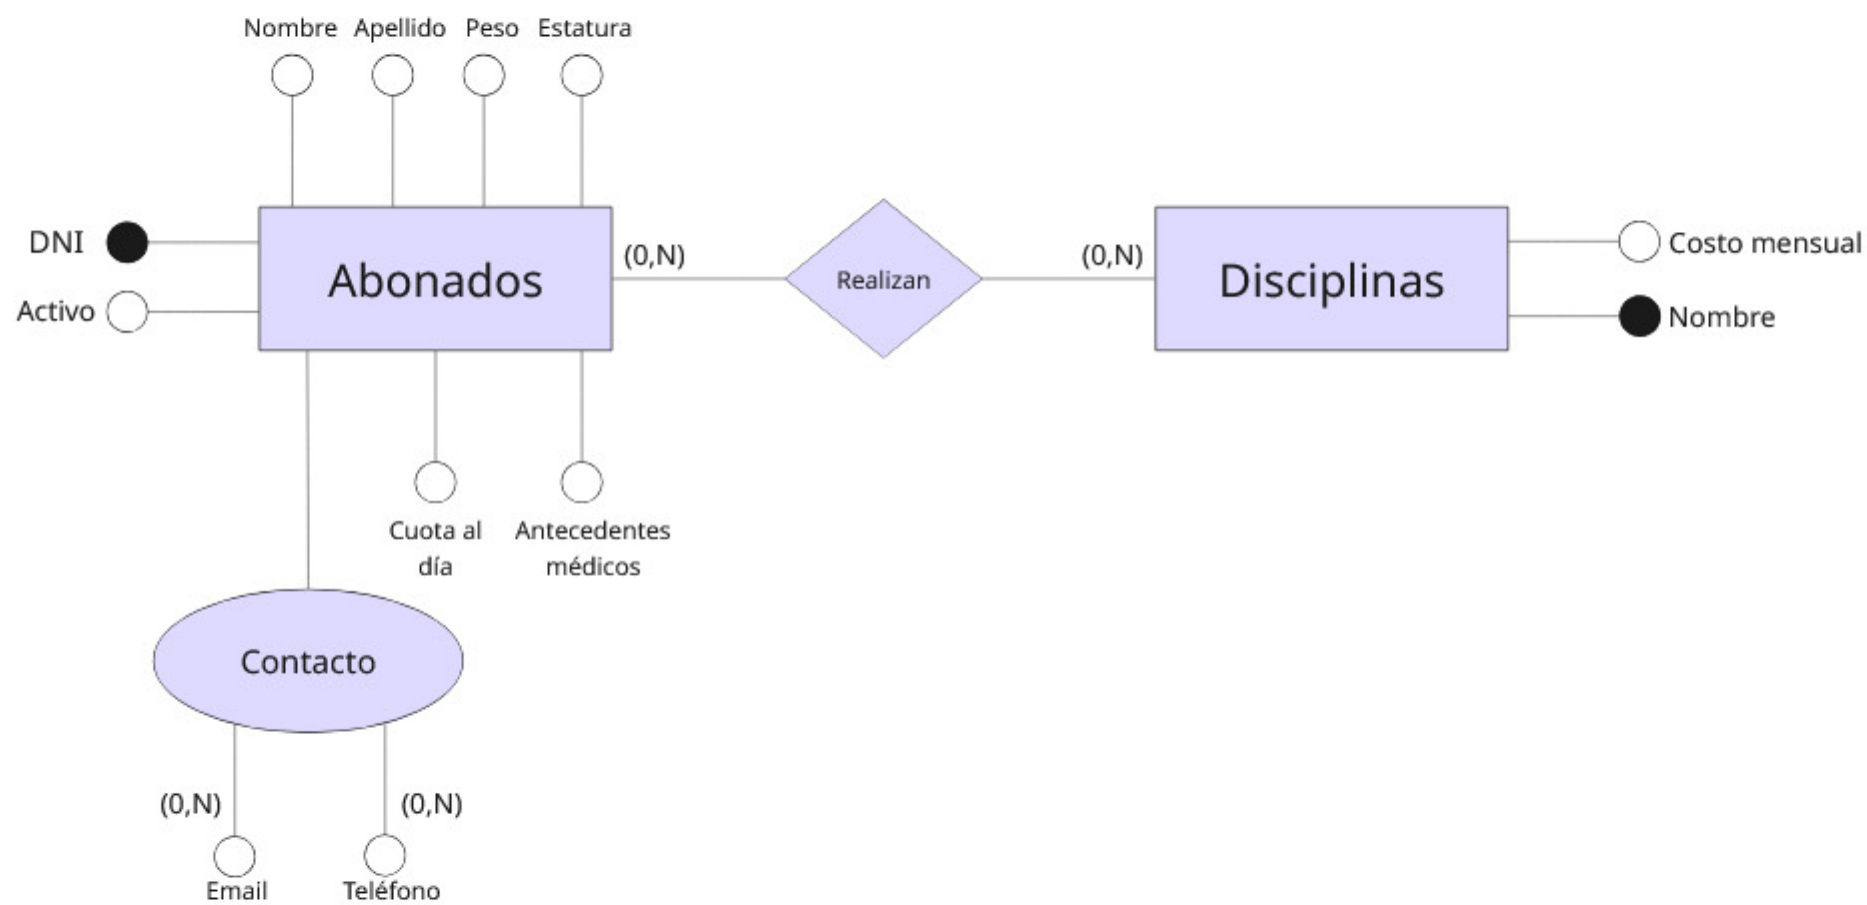 Nombre Apellido Peso Estatura
DNI
Activo
Abonados
(0,N)
Realizan
(0,N)
Disciplinas
Costo mensual
Nombre
Cuota al
día
Antecedentes
médicos
Contacto
(0,N)
(0,N)
Email
Teléfono